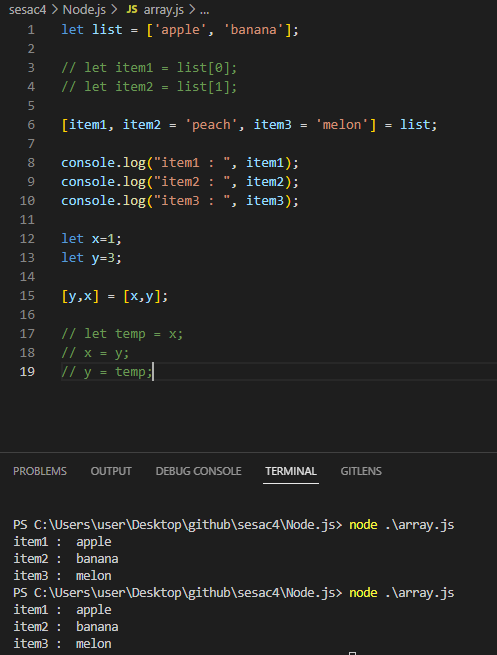 sesac4 > Node.js > JS array.js > ...
1 let list = ['apple', 'banana'];
2
3 // let item1 = list[0];
4 // let item2 = list[1];
5
6 [item1, item2 = 'peach', item3 = 'melon'] = list;
7
8 console.log("item1 : ", item1);
9 console.log("item2 : ", item2);
10 console.log("item3 : ", item3);
11
12 let x=1;
13 let y=3;
14
15 [y,x] = [x,y];
16
17 // let temp = x;
18 // x = y;
19 // y = temp;
PROBLEMS OUTPUT DEBUG CONSOLE TERMINAL GITLENS
PS C:\Users\user\Desktop\github\sesac4\Node.js> node .\array.js
item1 :  apple
item2 :  banana
item3 :  melon
PS C:\Users\user\Desktop\github\sesac4\Node.js> node .\array.js
item1 :  apple
item2 :  banana
item3 :  melon